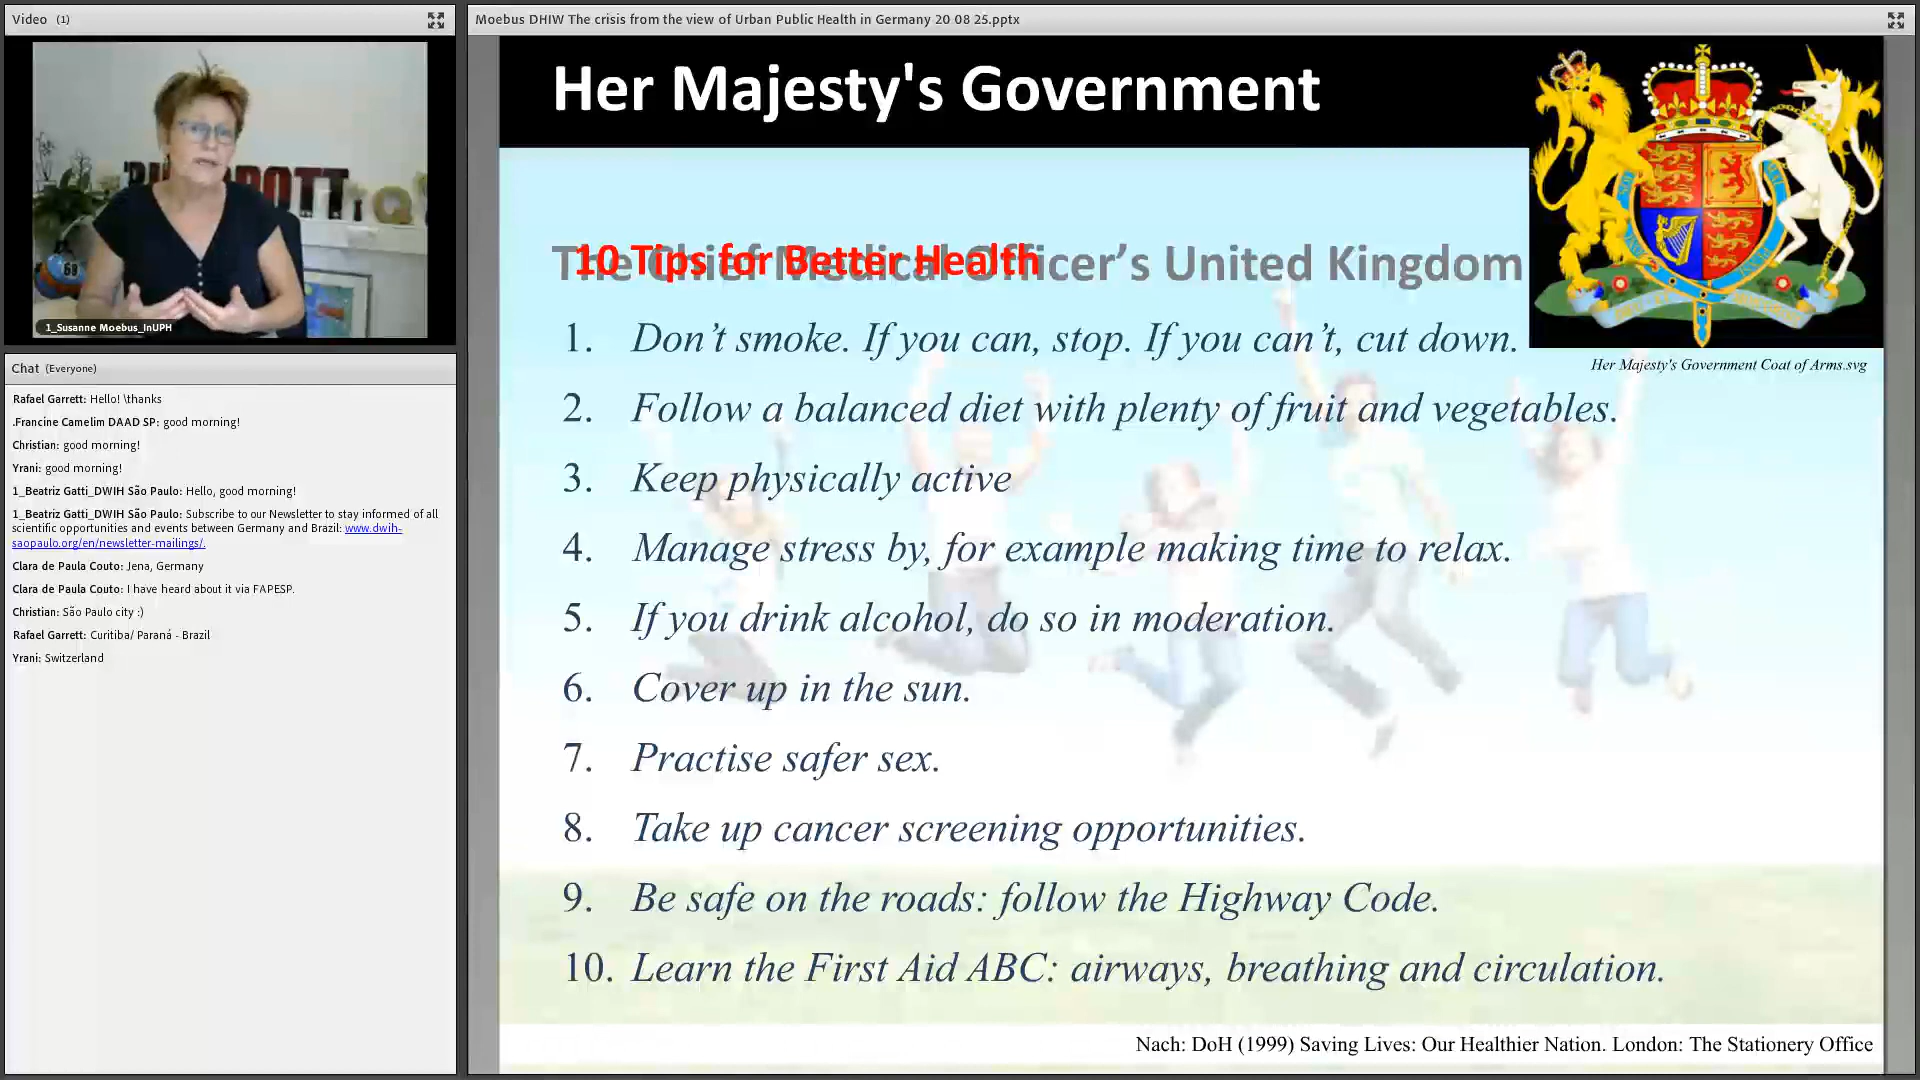 Video (1)
1_Susanne Moebus_InUPH
Chat (Everyone)
Rafael Garrett: Hello! \thanks
.Francine Camelim DAAD SP: good morning!
Christian: good morning!
Yrani: good morning!
1_Beatriz Gatti_DWIH São Paulo: Hello, good morning!
1_Beatriz Gatti_DWIH São Paulo: Subscribe to our Newsletter to stay informed of all
scientific opportunities and events between Germany and Brazil: www.dwih-
saopaulo.org/en/newsletter-mailings/.
Clara de Paula Couto: Jena, Germany
Clara de Paula Couto: I have heard about it via FAPESP.
Christian: São Paulo city :)
Rafael Garrett: Curitiba/ Paraná - Brazil
Yrani: Switzerland
Moebus DHIW The crisis from the view of Urban Public Health in Germany 20 08 25.pptx
Her Majesty's Government
The Chief Medical Officer’s United Kingdom
10 Tips for Better Health
Her Majesty's Government Coat of Arms.svg
1. Don’t smoke. If you can, stop. If you can’t, cut down.
2. Follow a balanced diet with plenty of fruit and vegetables.
3. Keep physically active
4. Manage stress by, for example making time to relax.
5. If you drink alcohol, do so in moderation.
6. Cover up in the sun.
7. Practise safer sex.
8. Take up cancer screening opportunities.
9. Be safe on the roads: follow the Highway Code.
10. Learn the First Aid ABC: airways, breathing and circulation.
Nach: DoH (1999) Saving Lives: Our Healthier Nation. London: The Stationery Office